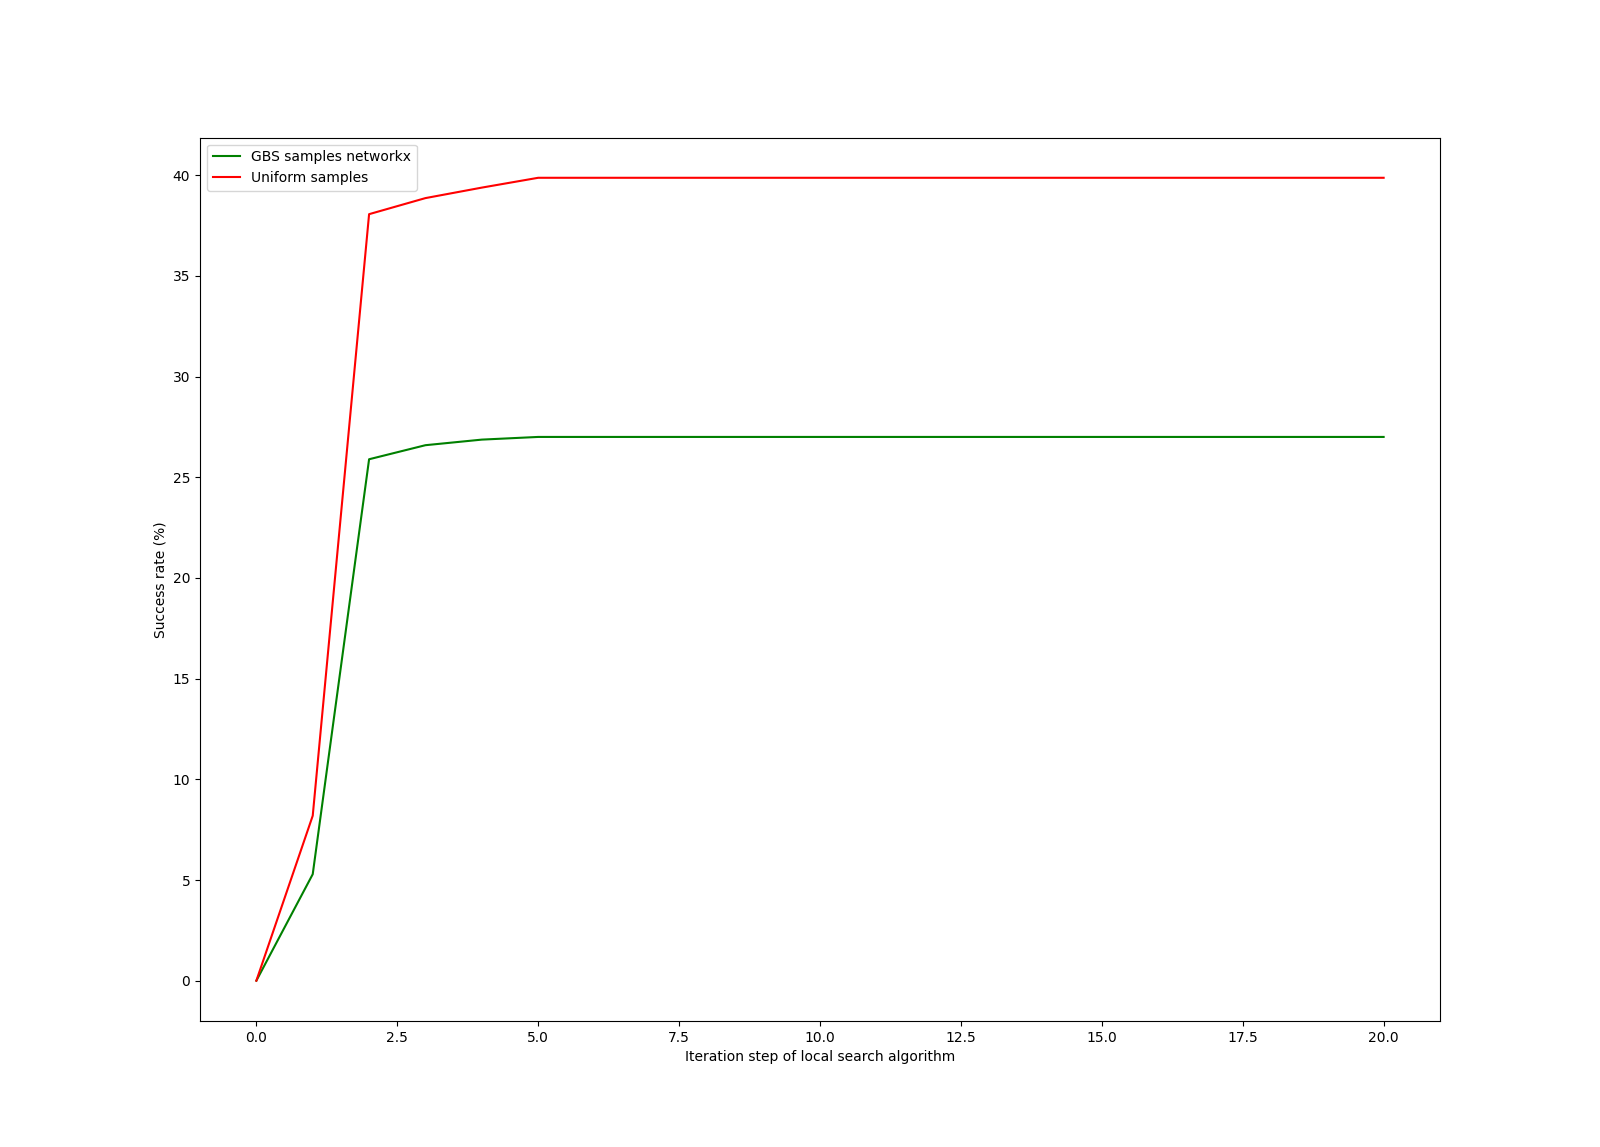 GBS samples networkx
Uniform samples
40
35
30
25
20
15
10
5
0
Success rate (%)
0.0 2.5 5.0 7.5 10.0 12.5 15.0 17.5 20.0
Iteration step of local search algorithm